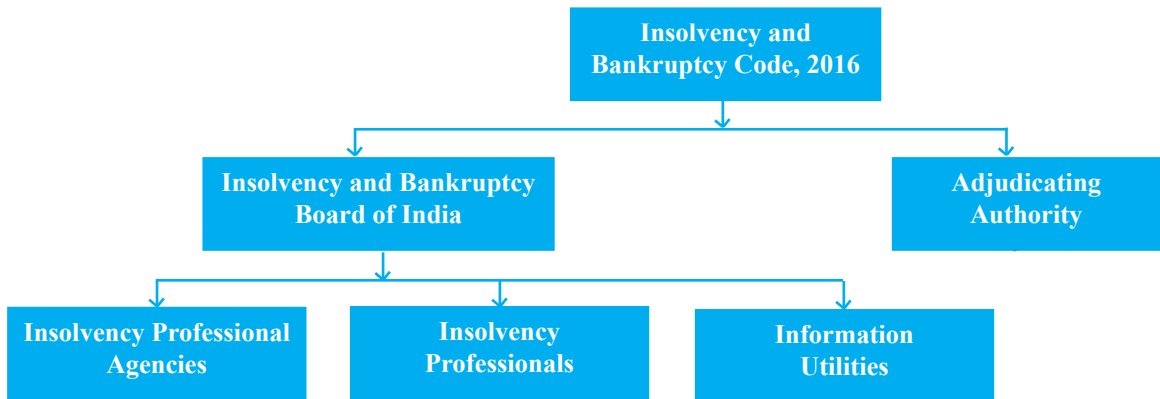 Insolvency and
Bankruptcy Code, 2016
Insolvency and Bankruptcy
Board of India
Adjudicating
Authority
Insolvency Professional
Agencies
Insolvency
Professionals
Information
Utilities